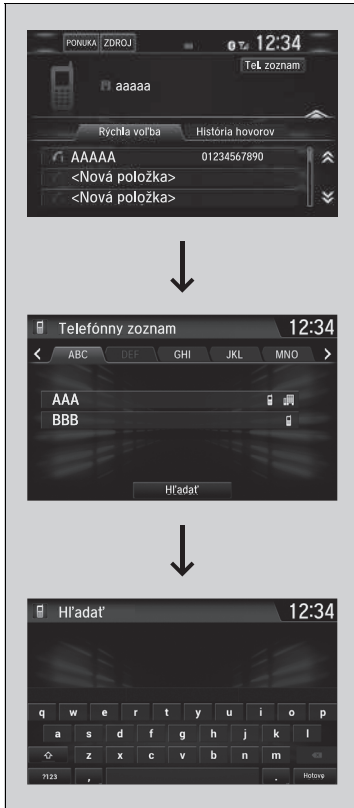 PONUKA ZDROJ 12:34
Tel. zoznam
aaaaa
Rýchla voľba História hovorov
AAAAA 01234567890
<Nová položka>
<Nová položka>
Telefónny zoznam 12:34
ABC DEF GHI JKL MNO
AAA
BBB
Hľadať
Hľadať 12:34
q w e r t y u i o p
a s d f g h j k l
z x c v b n m
?123 , . Hotovo